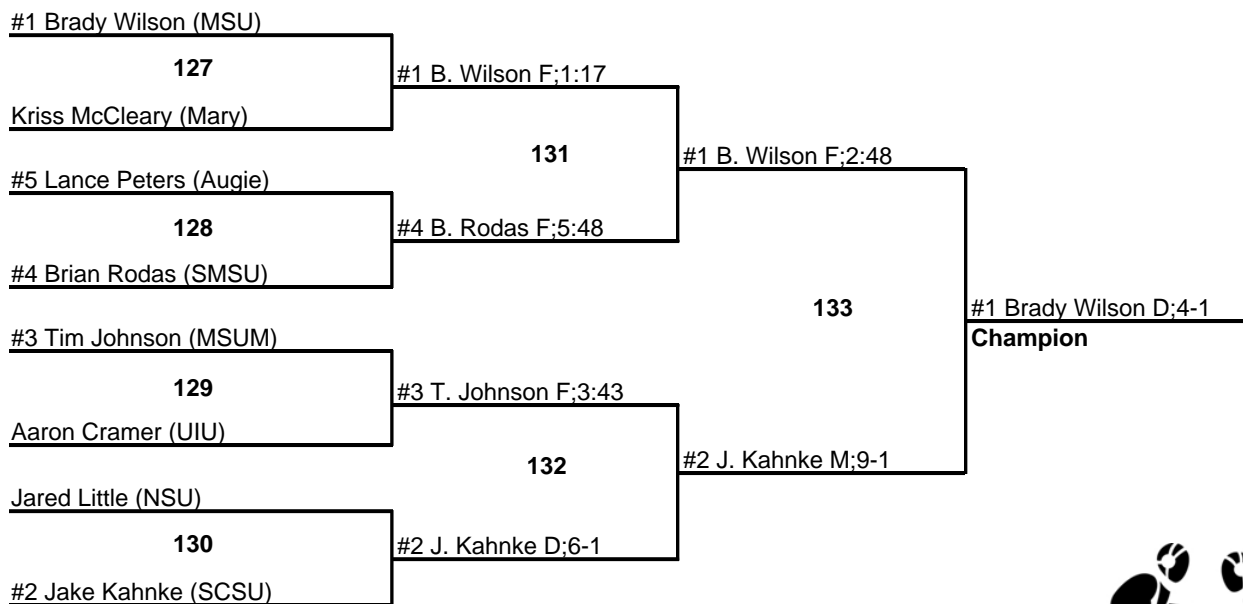 #1 Brady Wilson (MSU)
127
#1 B. Wilson F;1:17
Kriss McCleary (Mary)
131
#1 B. Wilson F;2:48
#5 Lance Peters (Augie)
128
#4 B. Rodas F;5:48
#4 Brian Rodas (SMSU)
133
#1 Brady Wilson D;4-1
Champion
#3 Tim Johnson (MSUM)
129
#3 T. Johnson F;3:43
Aaron Cramer (UIU)
132
#2 J. Kahnke M;9-1
Jared Little (NSU)
130
#2 J. Kahnke D;6-1
#2 Jake Kahnke (SCSU)